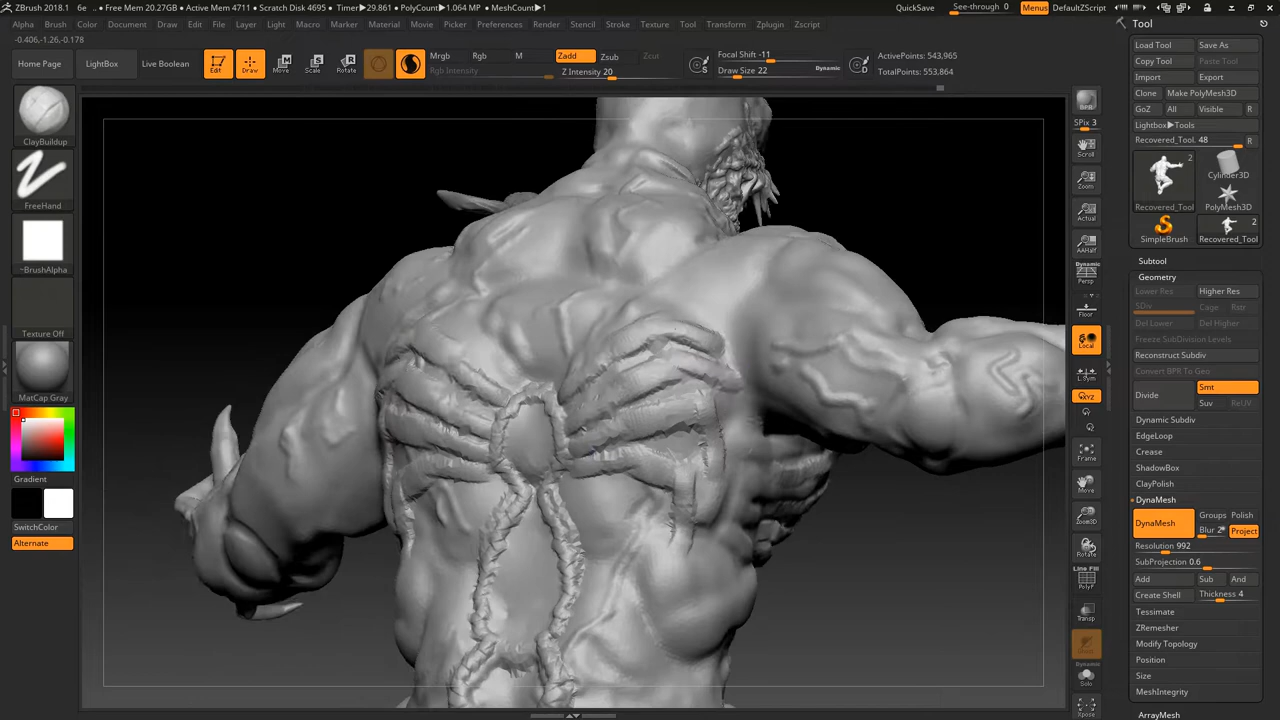 ZBrush 2018.1 6e .. • Free Mem 20.27GB • Active Mem 4711 • Scratch Disk 4695 • Timer▶29.861 • PolyCount▶1.064 MP • MeshCount▶1
QuickSave See-through 0 Menus DefaultZScript
Alpha Brush Color Document Draw Edit File Layer Light Macro Marker Material Movie Picker Preferences Render Stencil Stroke Texture Tool Transform Zplugin Zscript
-0.406,-1.26,-0.178
Home Page LightBox Live Boolean
Edit Draw Move Scale Rotate
Mrgb Rgb M Zadd Zsub Zcut
Rgb Intensity Z Intensity 20
Focal Shift -11
Draw Size 22 Dynamic
S D
ActivePoints: 543,965
TotalPoints: 553,864
ClayBuildup
FreeHand
~BrushAlpha
Texture Off
MatCap Gray
Gradient
SwitchColor
Alternate
BPR
SPix 3
Scroll
Zoom
Actual
AAHalf
Dynamic
Persp
Floor
Local
L.Sym
XYZ
Frame
Move
Zoom3D
Rotate
Line Fill
PolyF
Transp
Dynamic
Solo
Xpose
Tool
Load Tool Save As
Copy Tool Paste Tool
Import Export
Clone Make PolyMesh3D
GoZ All Visible R
Lightbox▶Tools
Recovered_Tool. 48 R
2
Recovered_Tool Cylinder3D
PolyMesh3D
SimpleBrush 2 Recovered_Tool
Subtool
Geometry
Lower Res Higher Res
SDiv Cage Rstr
Del Lower Del Higher
Freeze SubDivision Levels
Reconstruct Subdiv
Convert BPR To Geo
Divide Smt
Suv ReUV
Dynamic Subdiv
EdgeLoop
Crease
ShadowBox
ClayPolish
DynaMesh
DynaMesh Groups Polish
Blur 2 Project
Resolution 992
SubProjection 0.6
Add Sub And
Create Shell Thickness 4
Tessimate
ZRemesher
Modify Topology
Position
Size
MeshIntegrity
ArrayMesh